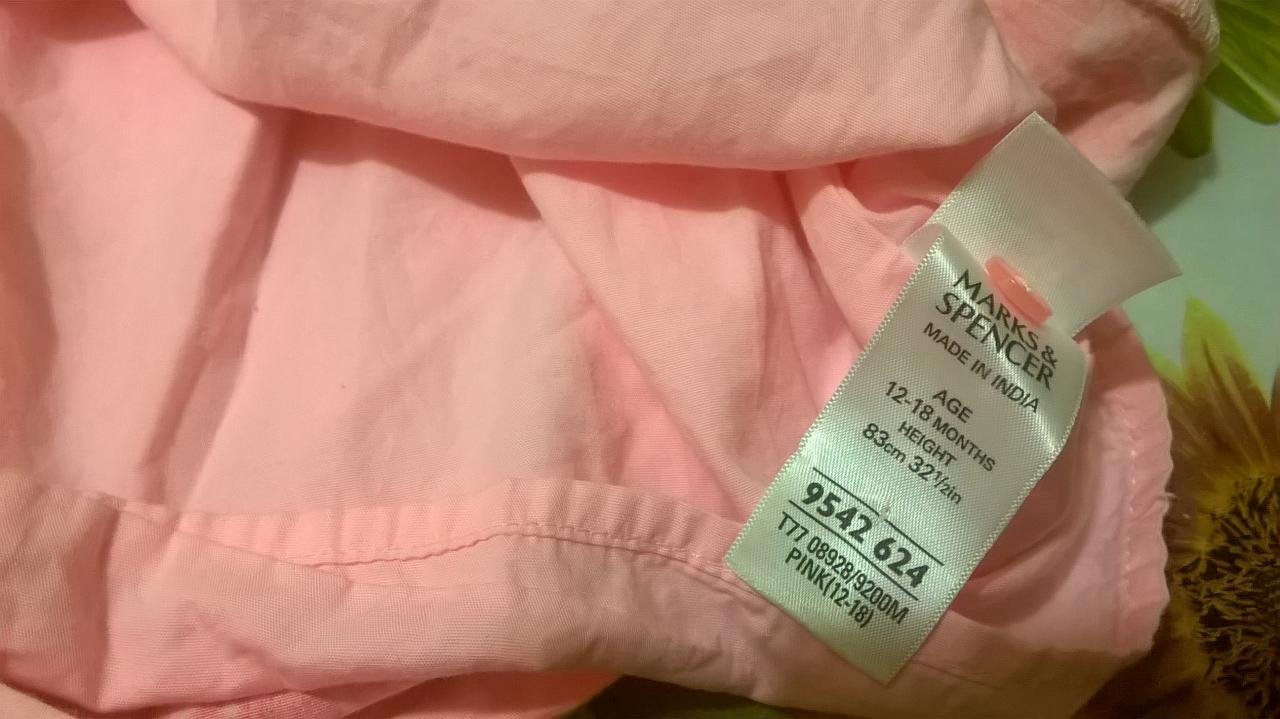 MARKS &
SPENCER
MADE IN INDIA
AGE
12-18 MONTHS
HEIGHT
83cm 32½in
9542 624
T77 08928/9200M
PINK(12-18)